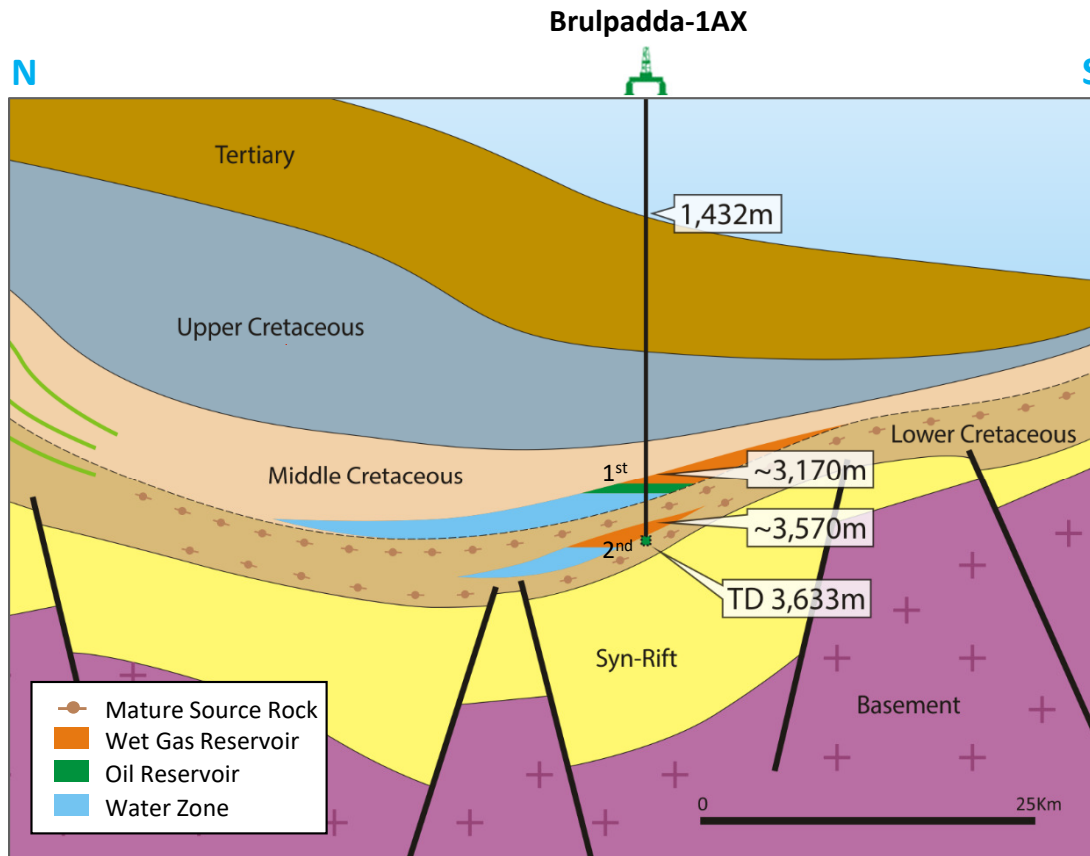 Brulpadda-1AX
N
S
Tertiary
1,432m
Upper Cretaceous
Lower Cretaceous
Middle Cretaceous
1st
~3,170m
~3,570m
2nd
TD 3,633m
Syn-Rift
Basement
Mature Source Rock
Wet Gas Reservoir
Oil Reservoir
Water Zone
0
25Km